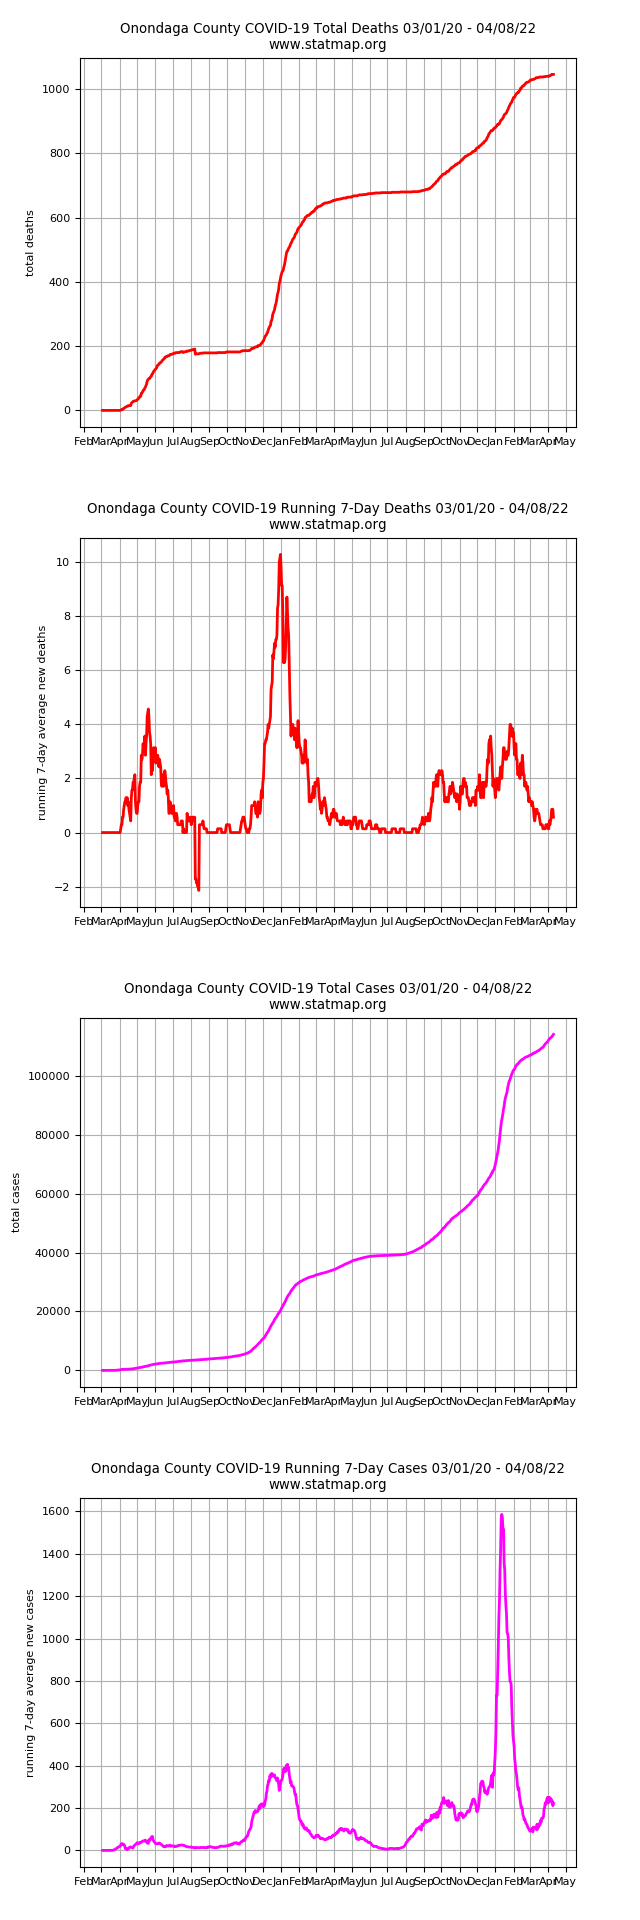 Onondaga County COVID-19 Total Deaths 03/01/20 - 04/08/22
www.statmap.org
1000
800
600
400
200
0
total deaths
Feb Mar Apr May Jun Jul Aug Sep Oct Nov Dec Jan Feb Mar Apr May Jun Jul Aug Sep Oct Nov Dec Jan Feb Mar Apr May
Onondaga County COVID-19 Running 7-Day Deaths 03/01/20 - 04/08/22
www.statmap.org
10
8
6
4
2
0
−2
running 7-day average new deaths
Feb Mar Apr May Jun Jul Aug Sep Oct Nov Dec Jan Feb Mar Apr May Jun Jul Aug Sep Oct Nov Dec Jan Feb Mar Apr May
Onondaga County COVID-19 Total Cases 03/01/20 - 04/08/22
www.statmap.org
100000
80000
60000
40000
20000
0
total cases
Feb Mar Apr May Jun Jul Aug Sep Oct Nov Dec Jan Feb Mar Apr May Jun Jul Aug Sep Oct Nov Dec Jan Feb Mar Apr May
Onondaga County COVID-19 Running 7-Day Cases 03/01/20 - 04/08/22
www.statmap.org
1600
1400
1200
1000
800
600
400
200
0
running 7-day average new cases
Feb Mar Apr May Jun Jul Aug Sep Oct Nov Dec Jan Feb Mar Apr May Jun Jul Aug Sep Oct Nov Dec Jan Feb Mar Apr May